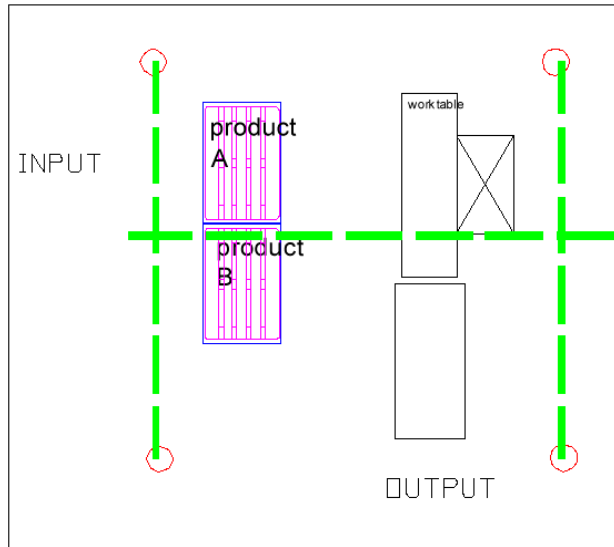 product
A
worktable
INPUT
product
B
OUTPUT